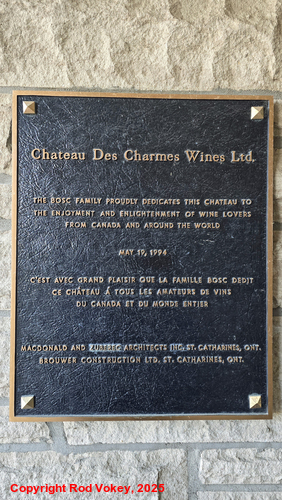 Chateau Des Charmes Wines Ltd.
THE BOSC FAMILY PROUDLY DEDICATES THIS CHATEAU TO
THE ENJOYMENT AND ENLIGHTENMENT OF WINE LOVERS
FROM CANADA AND AROUND THE WORLD
MAY 19, 1994
C'EST AVEC GRAND PLAISIR QUE LA FAMILLE BOSC DEDIT
CE CHÂTEAU À TOUS LES AMATEURS DE VINS
DU CANADA ET DU MONDE ENTIER
MACDONALD AND ZUBEREC ARCHITECTS INC. ST. CATHARINES, ONT.
BROUWER CONSTRUCTION LTD. ST. CATHARINES, ONT.
Copyright Rod Vokey, 2025